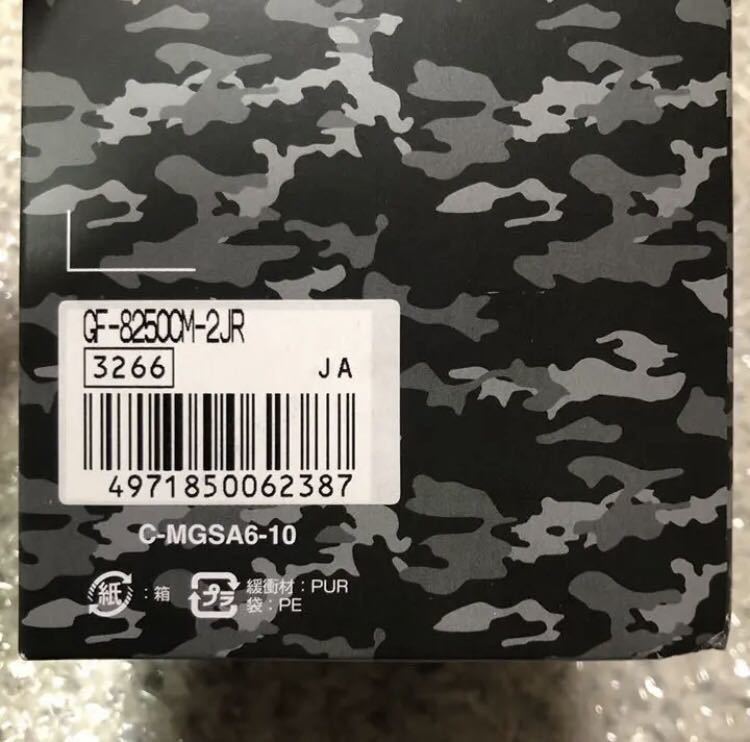 GF-8250CM-2JR
3266 JA
4971850062387
C-MGSA6-10
紙 : 箱 プラ 緩衝材 : PUR
袋 : PE